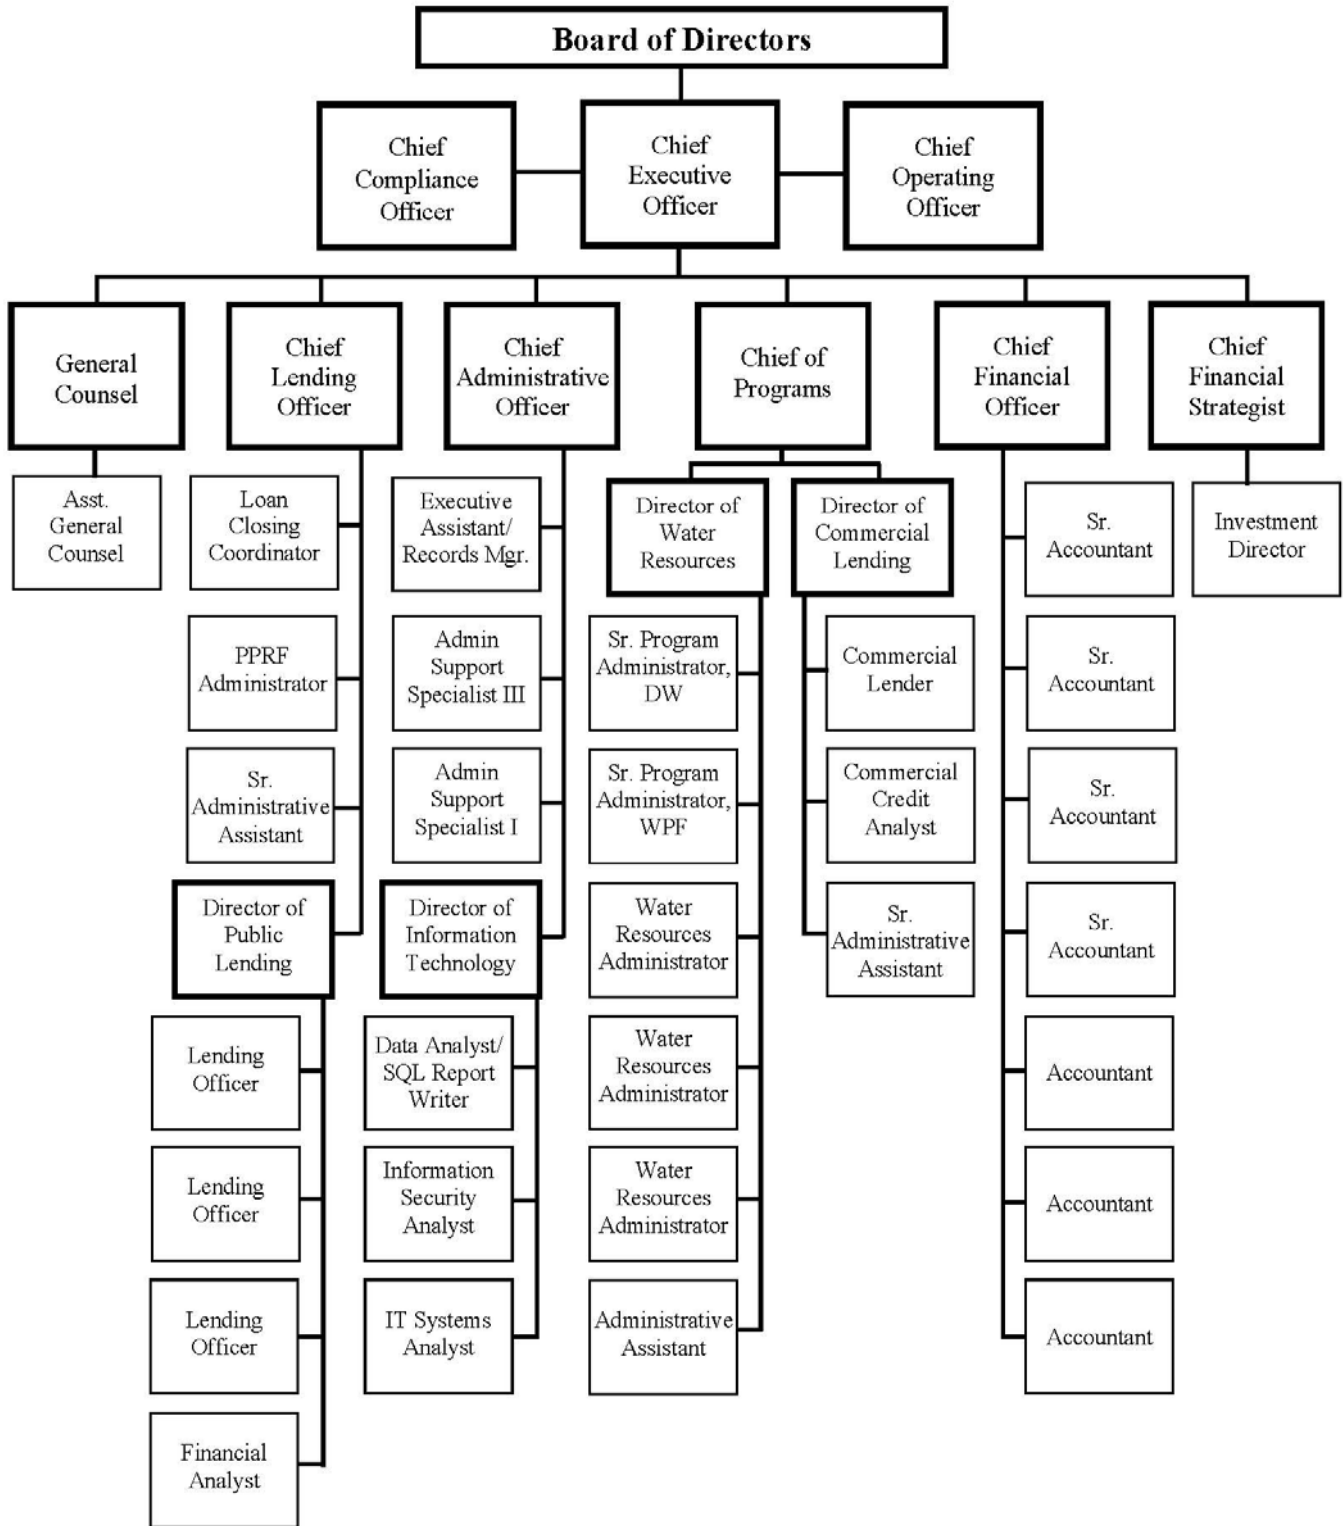 Board of Directors
Chief
Compliance
Officer
Chief
Executive
Officer
Chief
Operating
Officer
General
Counsel
Chief
Lending
Officer
Chief
Administrative
Officer
Chief of
Programs
Chief
Financial
Officer
Chief
Financial
Strategist
Asst.
General
Counsel
Loan
Closing
Coordinator
Executive
Assistant/
Records Mgr.
Director of
Water
Resources
Director of
Commercial
Lending
Sr.
Accountant
Investment
Director
PPRF
Administrator
Admin
Support
Specialist III
Sr. Program
Administrator,
DW
Commercial
Lender
Sr.
Accountant
Sr.
Administrative
Assistant
Admin
Support
Specialist I
Sr. Program
Administrator,
WPF
Commercial
Credit
Analyst
Sr.
Accountant
Director of
Public
Lending
Director of
Information
Technology
Water
Resources
Administrator
Sr.
Administrative
Assistant
Sr.
Accountant
Lending
Officer
Data Analyst/
SQL Report
Writer
Water
Resources
Administrator
Accountant
Lending
Officer
Information
Security
Analyst
Water
Resources
Administrator
Accountant
Lending
Officer
IT Systems
Analyst
Administrative
Assistant
Accountant
Financial
Analyst